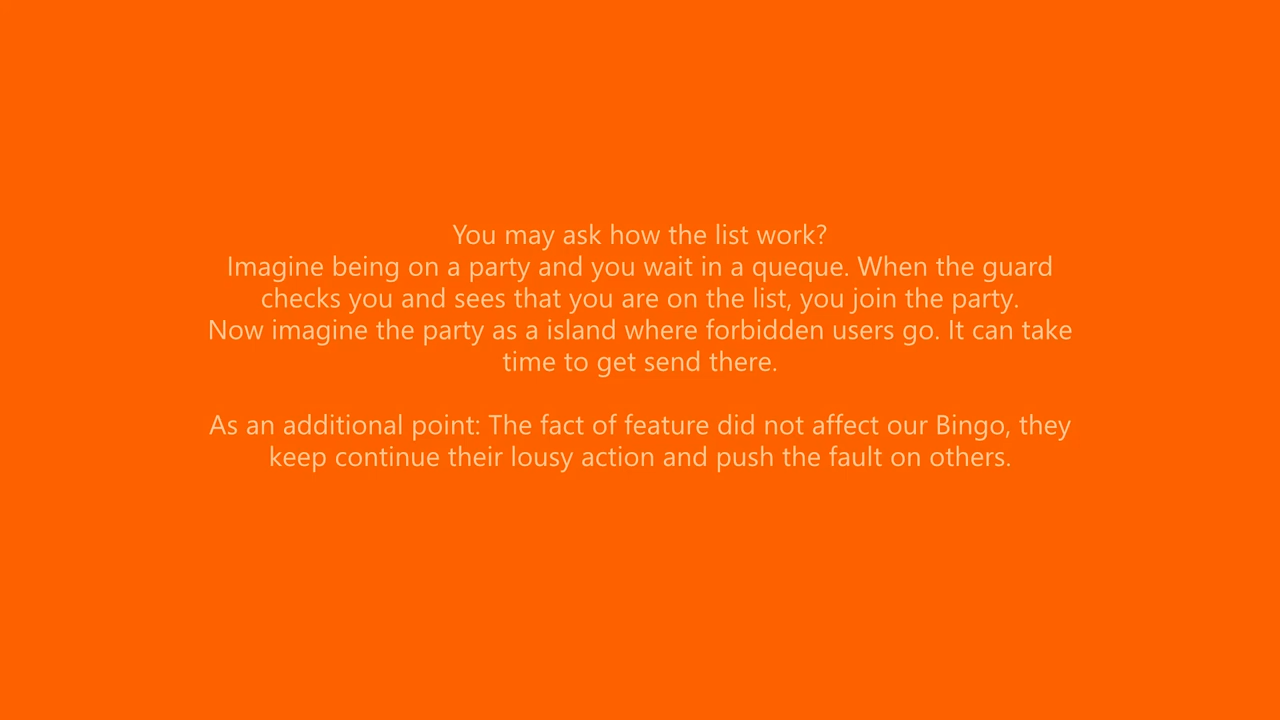 You may ask how the list work?
Imagine being on a party and you wait in a queque. When the guard
checks you and sees that you are on the list, you join the party.
Now imagine the party as a island where forbidden users go. It can take
time to get send there.
As an additional point: The fact of feature did not affect our Bingo, they
keep continue their lousy action and push the fault on others.